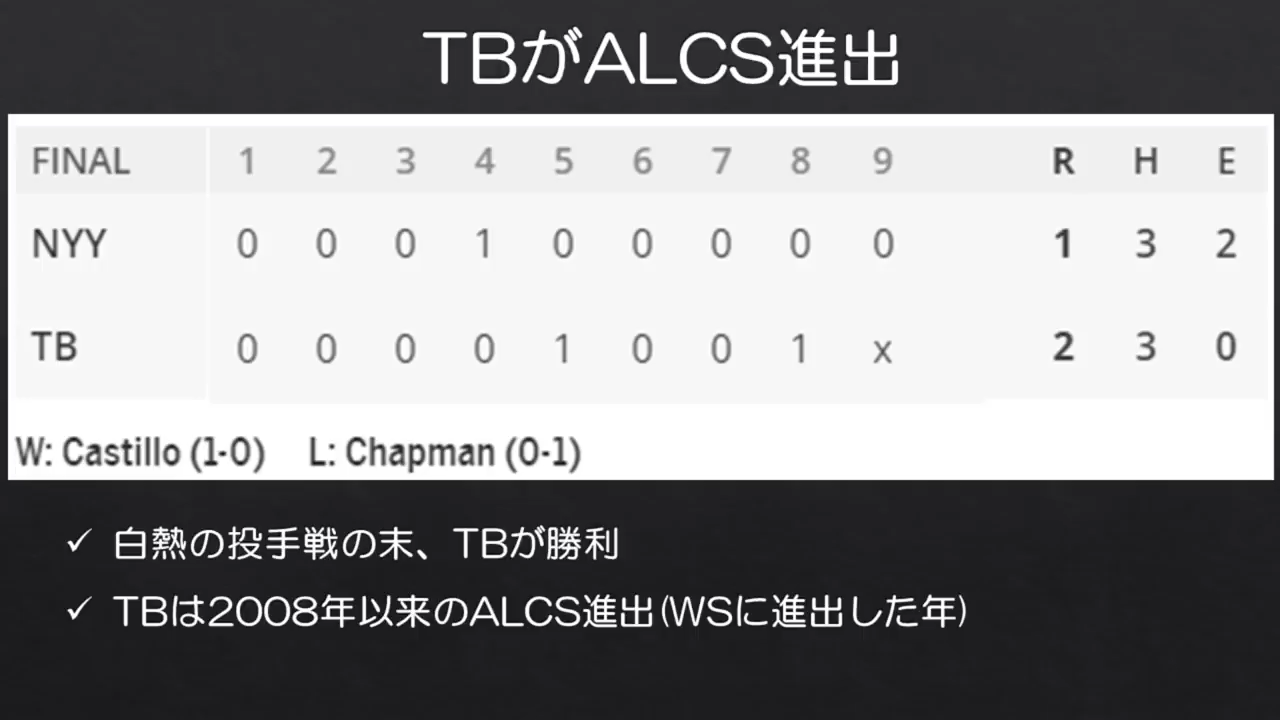 TBがALCS進出
FINAL 1 2 3 4 5 6 7 8 9 R H E
NYY 0 0 0 1 0 0 0 0 0 1 3 2
TB 0 0 0 0 1 0 0 1 x 2 3 0
W: Castillo (1-0) L: Chapman (0-1)
✓ 白熱の投手戦の末、TBが勝利
✓ TBは2008年以来のALCS進出(WSに進出した年)